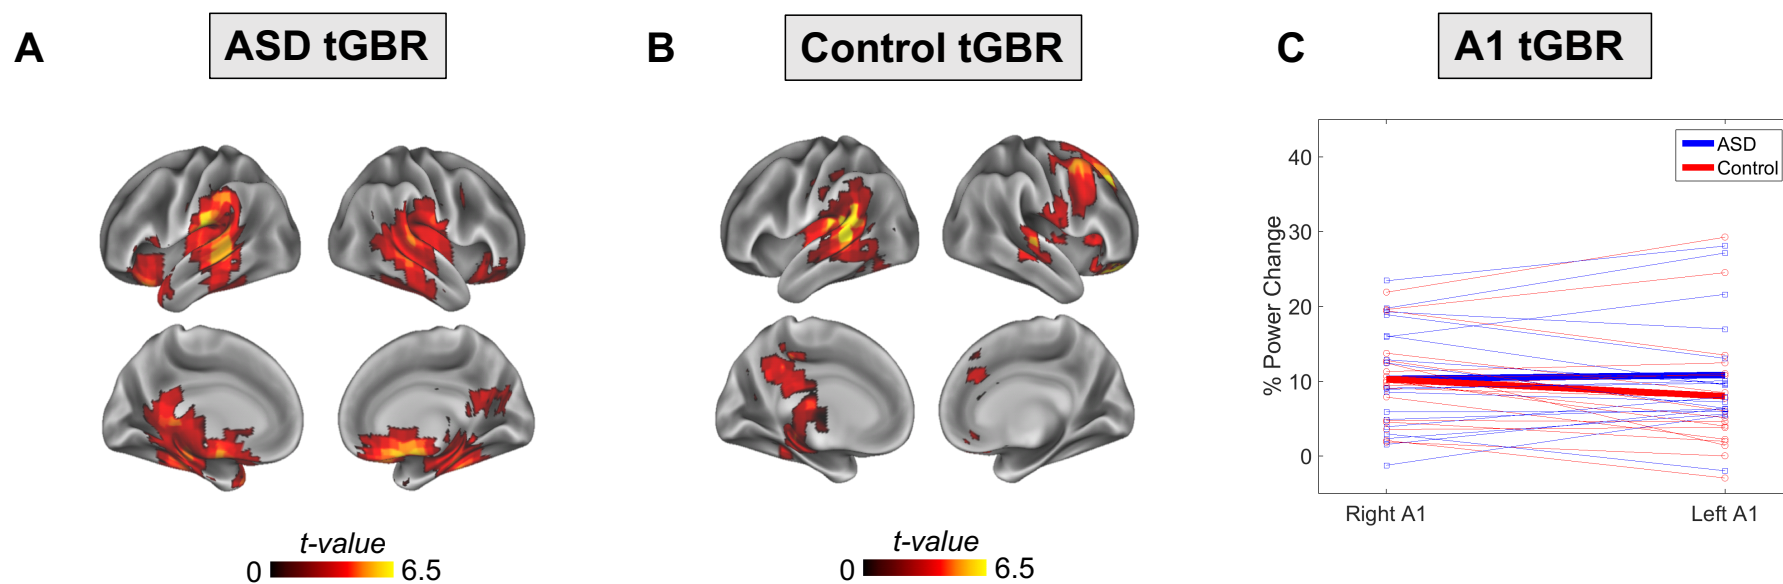 A
ASD tGBR
t-value
0
6.5
B
Control tGBR
t-value
0
6.5
C
A1 tGBR
% Power Change
40
30
20
10
0
ASD
Control
Right A1
Left A1